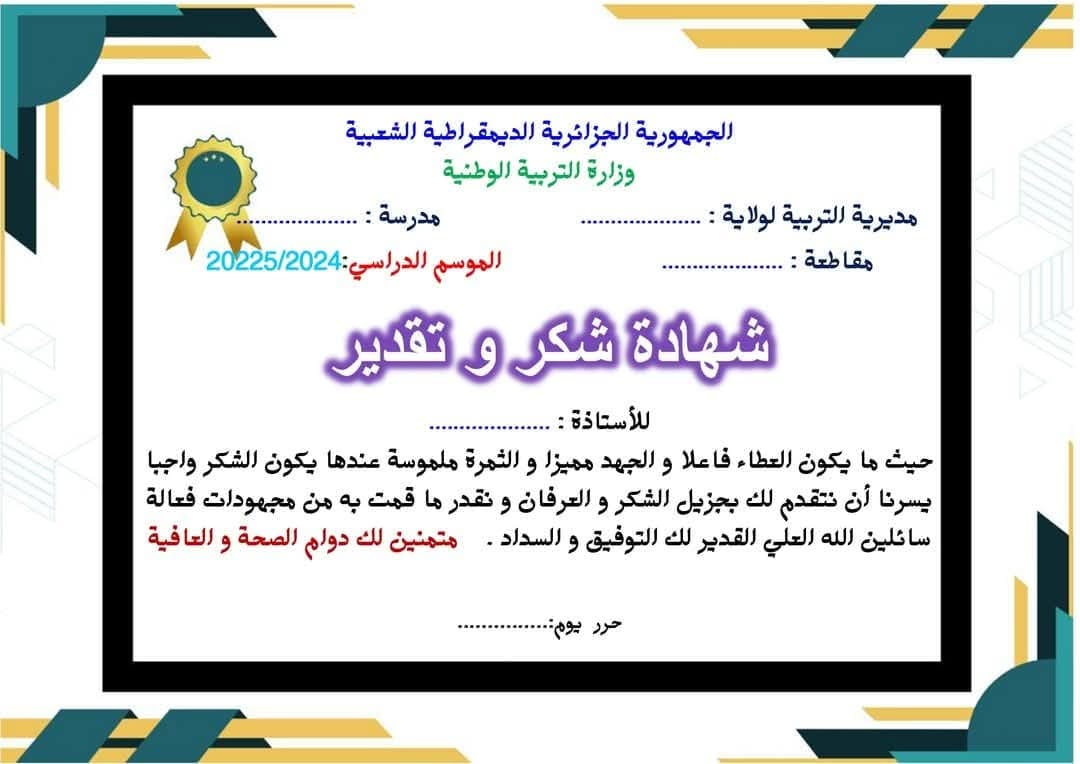 الجمهورية الجزائرية الديمقراطية الشعبية
وزارة التربية الوطنية
مديرية التربية لولاية : .................... مدرسة : ....................
مقاطعة : .................... الموسم الدراسي:20225/2024
شهادة شكر و تقدير
للأستاذة : ....................
حيث ما يكون العطاء فاعلا و الجهد مميزا و الثمرة ملموسة عندها يكون الشكر واجبا
يسرنا أن نتقدم لك بجزيل الشكر و العرفان و نقدر ما قمت به من مجهودات فعالة
سائلين الله العلي القدير لك التوفيق و السداد . متمنين لك دوام الصحة و العافية
حرر يوم:...............